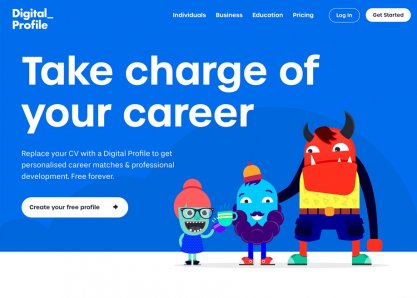 Digital_
Profile
Individuals Business Education Pricing Log In Get Started
Take charge of
your career
Replace your CV with a Digital Profile to get
personalised career matches & professional
development. Free forever.
Create your free profile